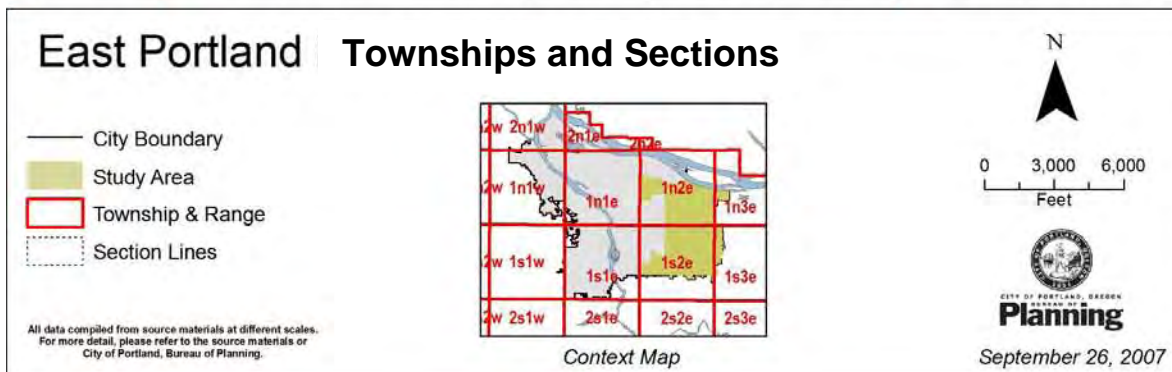 East Portland Townships and Sections
City Boundary
Study Area
Township & Range
Section Lines
All data compiled from source materials at different scales.
For more detail, please refer to the source materials or
City of Portland, Bureau of Planning.
2w 2n1w 2n1e 2n2e
2w 1n1w 1n1e 1n2e 1n3e
2w 1s1w 1s1e 1s2e 1s3e
2w 2s1w 2s1e 2s2e 2s3e
Context Map
N
0 3,000 6,000
Feet
CITY OF PORTLAND, OREGON
BUREAU OF
Planning
September 26, 2007